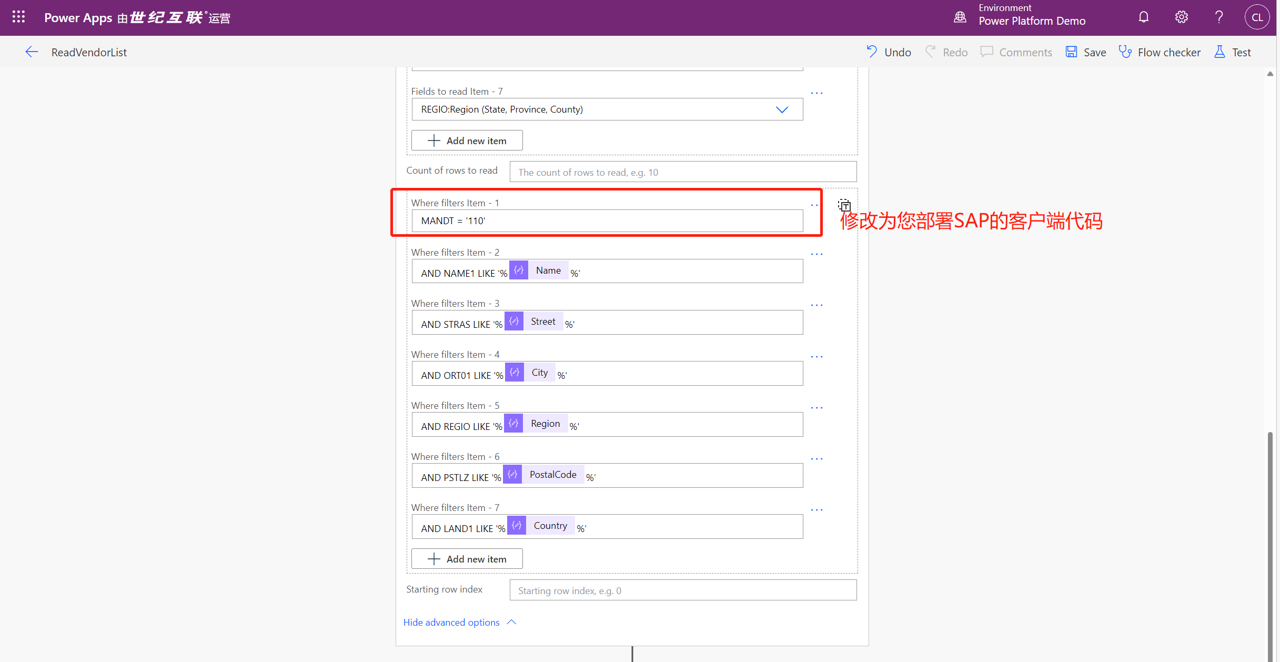 Power Apps 由世纪互联运营
Environment
Power Platform Demo
CL
ReadVendorList
Undo
Redo
Comments
Save
Flow checker
Test
Fields to read Item - 7
REGIO:Region (State, Province, County)
Add new item
Count of rows to read
The count of rows to read, e.g. 10
Where filters Item - 1
MANDT = '110'
修改为您部署SAP的客户端代码
Where filters Item - 2
AND NAME1 LIKE '% Name %'
Where filters Item - 3
AND STRAS LIKE '% Street %'
Where filters Item - 4
AND ORT01 LIKE '% City %'
Where filters Item - 5
AND REGIO LIKE '% Region %'
Where filters Item - 6
AND PSTLZ LIKE '% PostalCode %'
Where filters Item - 7
AND LAND1 LIKE '% Country %'
Add new item
Starting row index
Starting row index, e.g. 0
Hide advanced options